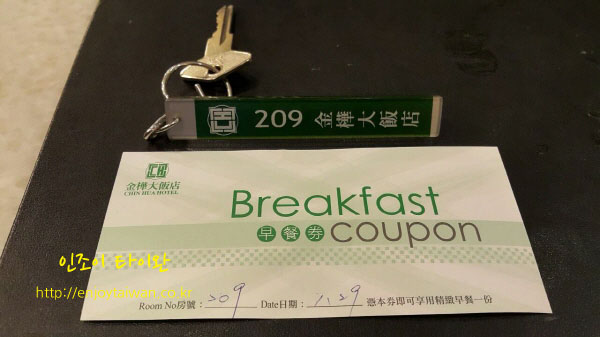 CH 209 金樺大飯店
CH
金樺大飯店
CHIN HUA HOTEL
Breakfast
早餐券 coupon
인조이 타이완
http://enjoytaiwan.co.kr
Room No房號：209 Date日期：1/29 憑本券即可享用精緻早餐一份